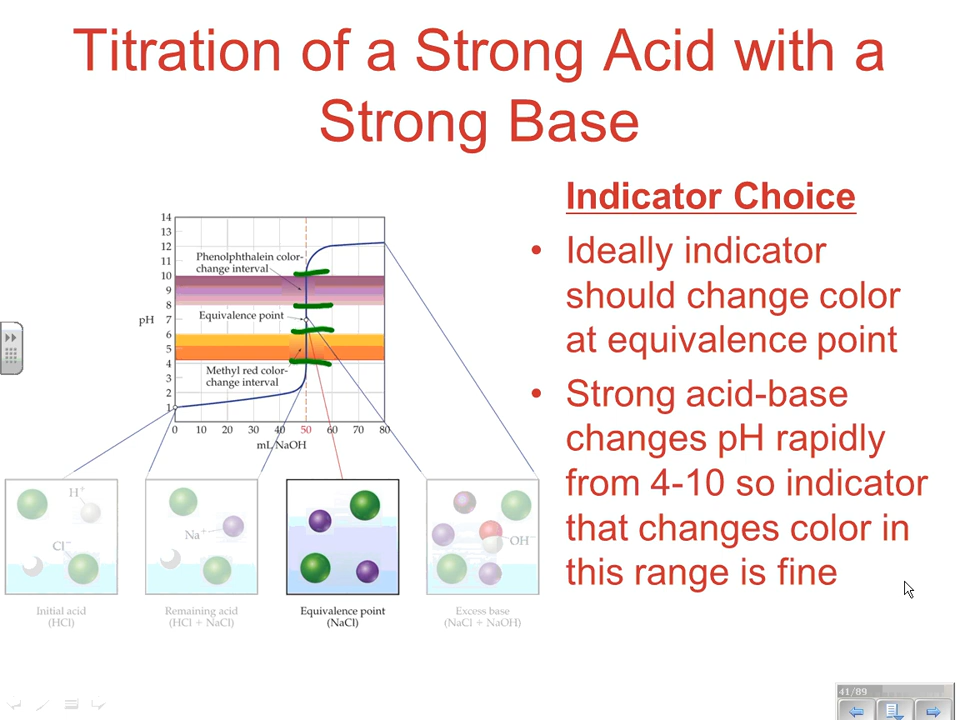 Titration of a Strong Acid with a
Strong Base
Indicator Choice
• Ideally indicator
should change color
at equivalence point
• Strong acid-base
changes pH rapidly
from 4-10 so indicator
that changes color in
this range is fine
14
13
12
11
10
9
8
7
6
5
4
3
2
1
pH
Phenolphthalein color-
change interval
Equivalence point
Methyl red color-
change interval
0 10 20 30 40 50 60 70 80
mL NaOH
H+
Cl−
Na+
OH−
Initial acid
(HCl)
Remaining acid
(HCl + NaCl)
Equivalence point
(NaCl)
Excess base
(NaCl + NaOH)
41/89